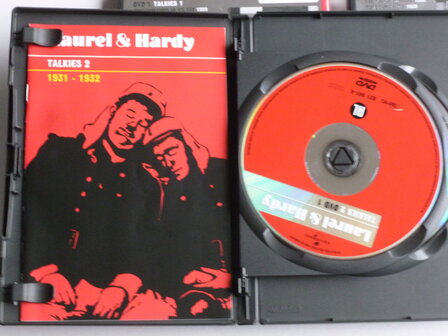 DVD 1 TALKIES 1
Laurel & Hardy
TALKIES 2
1931 - 1932
DVD
Laurel & Hardy
TALKIES 2 DVD 1